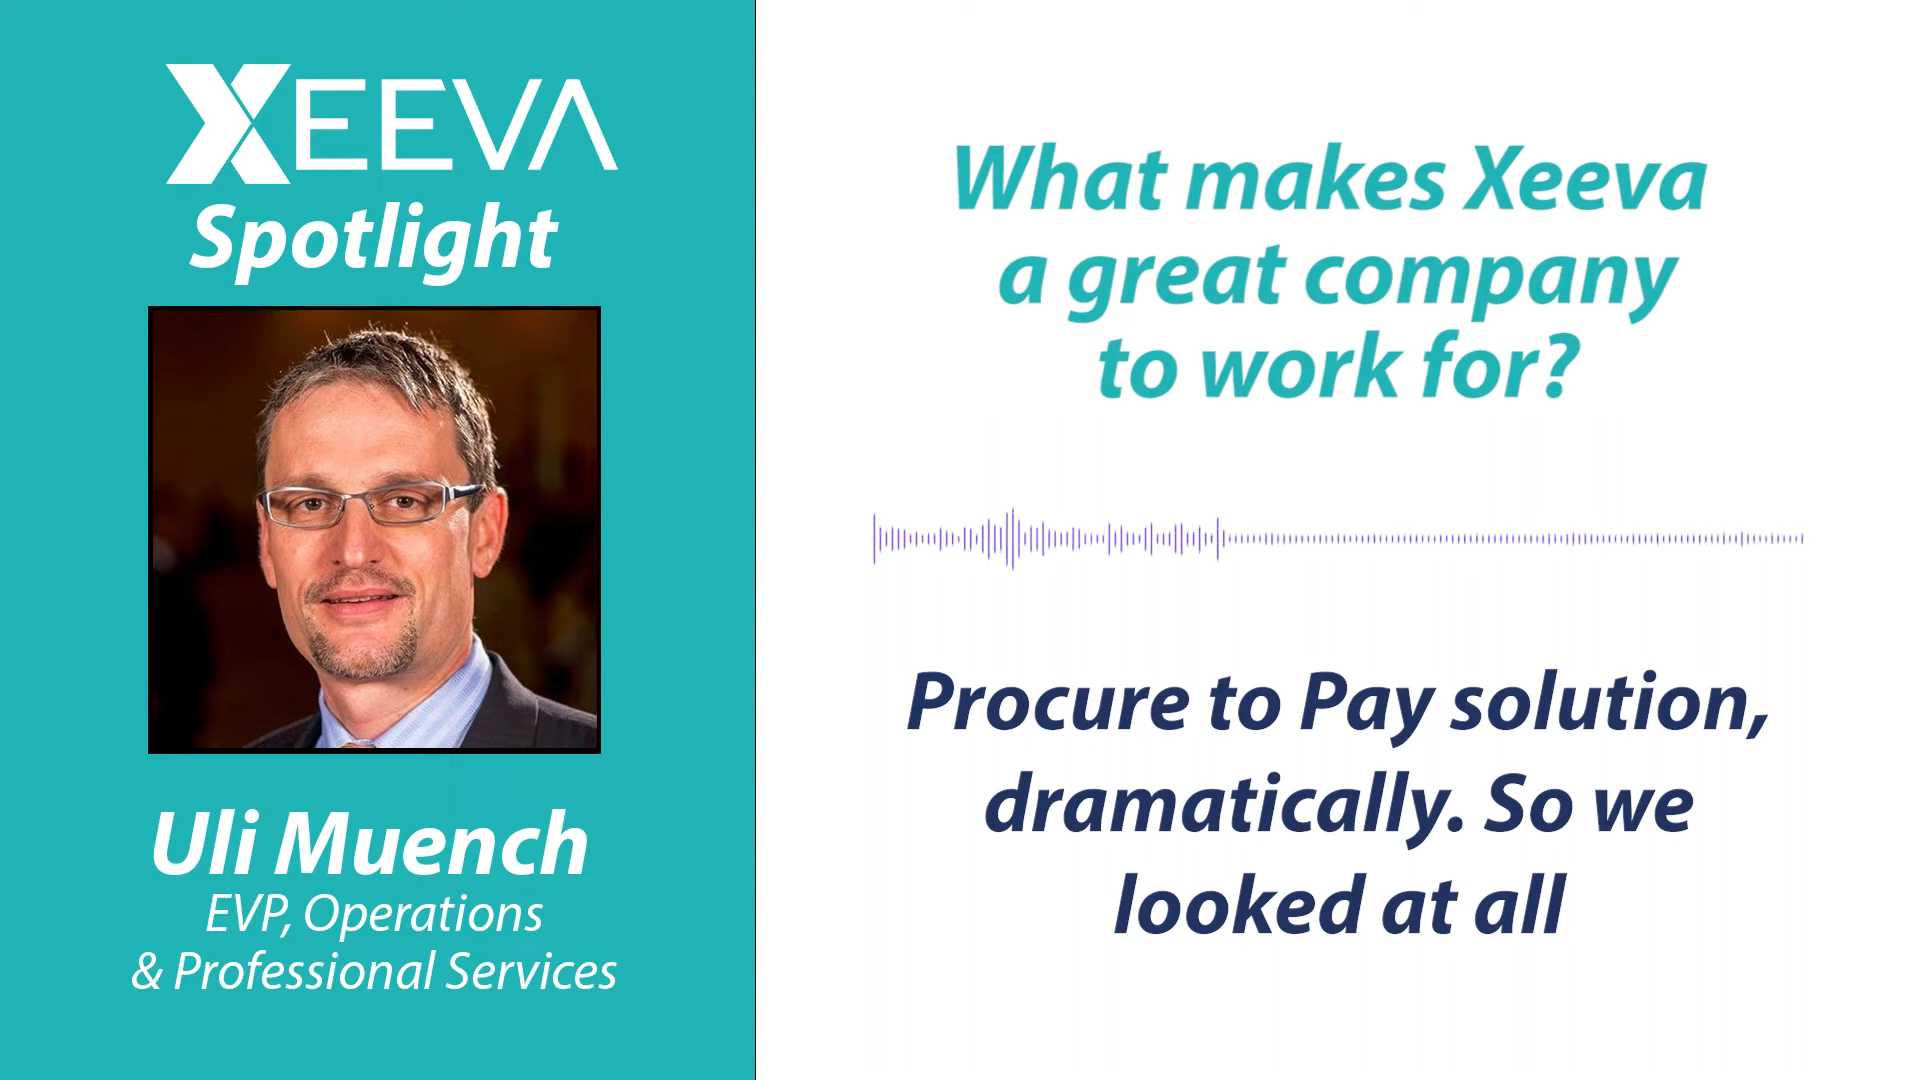 XEEVA
Spotlight
Uli Muench
EVP, Operations
& Professional Services
What makes Xeeva
a great company
to work for?
Procure to Pay solution,
dramatically. So we
looked at all